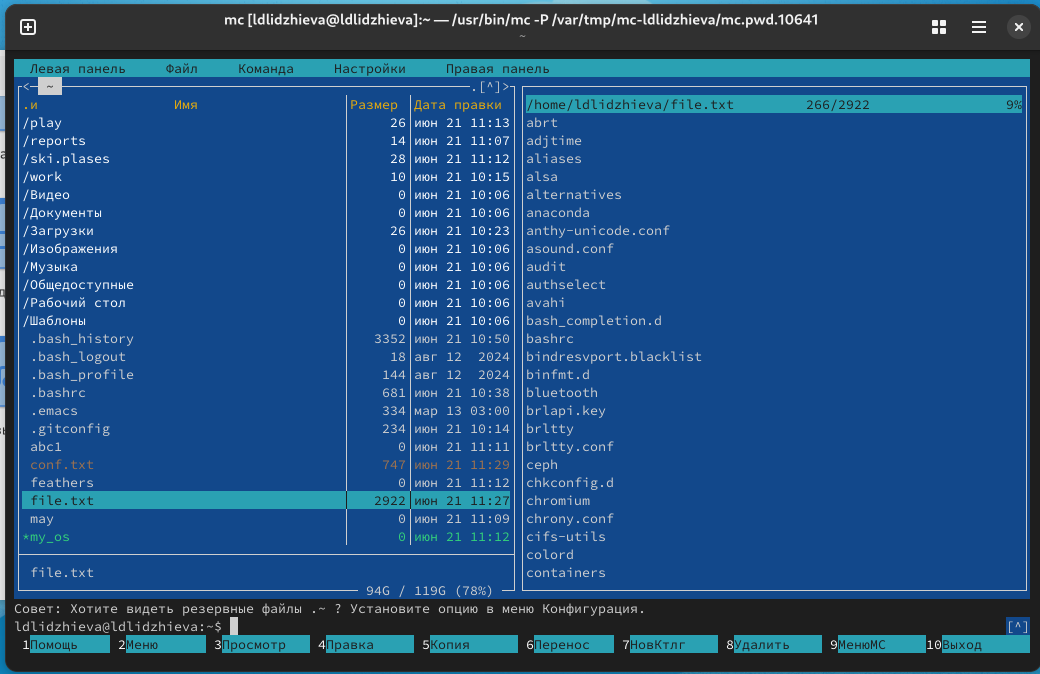 mc [ldlidzhieva@ldlidzhieva]:~ — /usr/bin/mc -P /var/tmp/mc-ldlidzhieva/mc.pwd.10641
~
Левая панель Файл Команда Настройки Правая панель
<─ ~ ─.[^]>
.и Имя Размер Дата правки
/play 26 июн 21 11:13
/reports 14 июн 21 11:07
/ski.plases 28 июн 21 11:12
/work 10 июн 21 10:15
/Видео 0 июн 21 10:06
/Документы 0 июн 21 10:06
/Загрузки 26 июн 21 10:23
/Изображения 0 июн 21 10:06
/Музыка 0 июн 21 10:06
/Общедоступные 0 июн 21 10:06
/Рабочий стол 0 июн 21 10:06
/Шаблоны 0 июн 21 10:06
.bash_history 3352 июн 21 10:50
.bash_logout 18 авг 12 2024
.bash_profile 144 авг 12 2024
.bashrc 681 июн 21 10:38
.emacs 334 мар 13 03:00
.gitconfig 234 июн 21 10:14
abc1 0 июн 21 11:11
conf.txt 747 июн 21 11:29
feathers 0 июн 21 11:12
file.txt 2922 июн 21 11:27
may 0 июн 21 11:09
*my_os 0 июн 21 11:12
file.txt
94G / 119G (78%)
/home/ldlidzhieva/file.txt 266/2922 9%
abrt
adjtime
aliases
alsa
alternatives
anaconda
anthy-unicode.conf
asound.conf
audit
authselect
avahi
bash_completion.d
bashrc
bindresvport.blacklist
binfmt.d
bluetooth
brlapi.key
brltty
brltty.conf
ceph
chkconfig.d
chromium
chrony.conf
cifs-utils
colord
containers
Совет: Хотите видеть резервные файлы .~ ? Установите опцию в меню Конфигурация.
ldlidzhieva@ldlidzhieva:~$ [^]
1Помощь 2Меню 3Просмотр 4Правка 5Копия 6Перенос 7НовКтлг 8Удалить 9МенюМС 10Выход